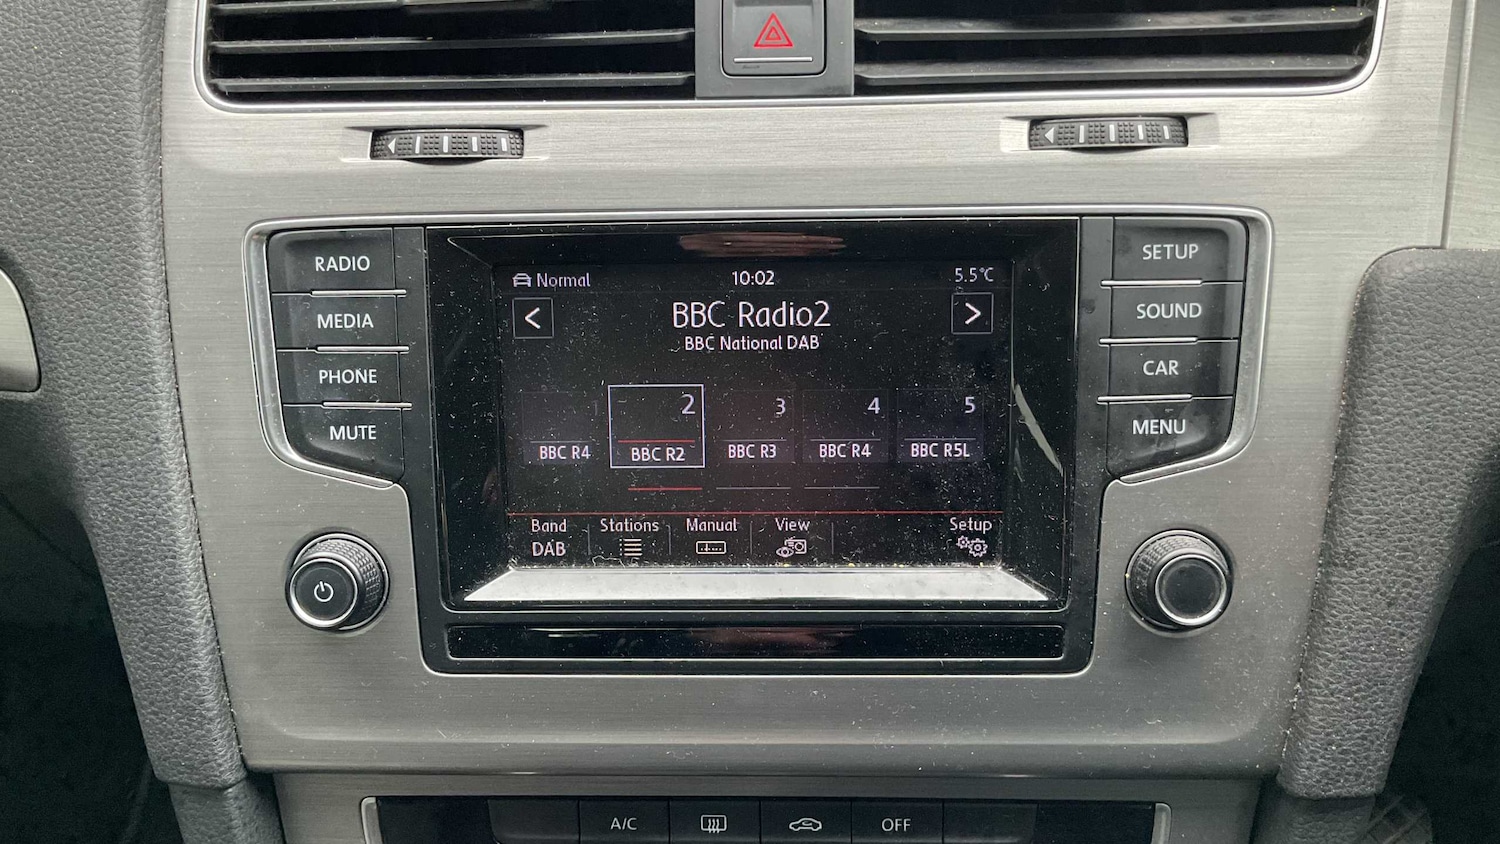 RADIO
MEDIA
PHONE
MUTE
Normal 10:02 5.5°C
< BBC Radio2 >
BBC National DAB
1 2 3 4 5
BBC R4 BBC R2 BBC R3 BBC R4 BBC R5L
Band Stations Manual View Setup
DAB
SETUP
SOUND
CAR
MENU
A/C OFF